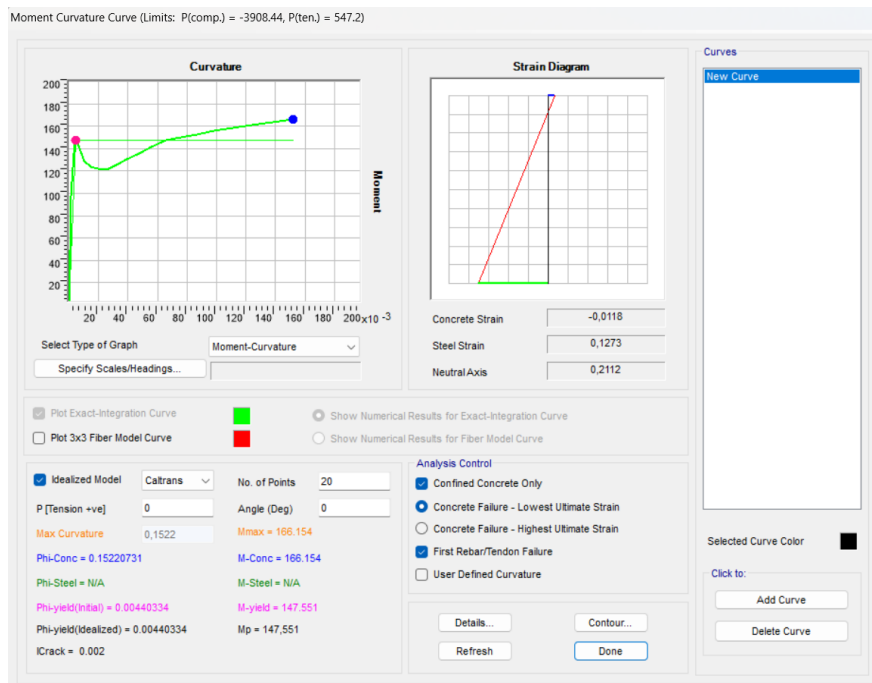 Moment Curvature Curve (Limits:  P(comp.) = -3908.44, P(ten.) = 547.2)
Curvature
200
180
160
140
120
100
80
60
40
20
Moment
20 40 60 80 100 120 140 160 180 200 x10 -3
Select Type of Graph
Moment-Curvature
Specify Scales/Headings...
Strain Diagram
Concrete Strain
-0,0118
Steel Strain
0,1273
Neutral Axis
0,2112
Curves
New Curve
Plot Exact-Integration Curve
Show Numerical Results for Exact-Integration Curve
Plot 3x3 Fiber Model Curve
Show Numerical Results for Fiber Model Curve
Idealized Model
Caltrans
No. of Points
20
P [Tension +ve]
0
Angle (Deg)
0
Max Curvature
0,1522
Mmax = 166.154
Phi-Conc = 0.15220731
M-Conc = 166.154
Phi-Steel = N/A
M-Steel = N/A
Phi-yield(Initial) = 0.00440334
M-yield = 147.551
Phi-yield(Idealized) = 0.00440334
Mp = 147,551
ICrack = 0.002
Analysis Control
Confined Concrete Only
Concrete Failure - Lowest Ultimate Strain
Concrete Failure - Highest Ultimate Strain
First Rebar/Tendon Failure
User Defined Curvature
Details...
Contour...
Refresh
Done
Selected Curve Color
Click to:
Add Curve
Delete Curve